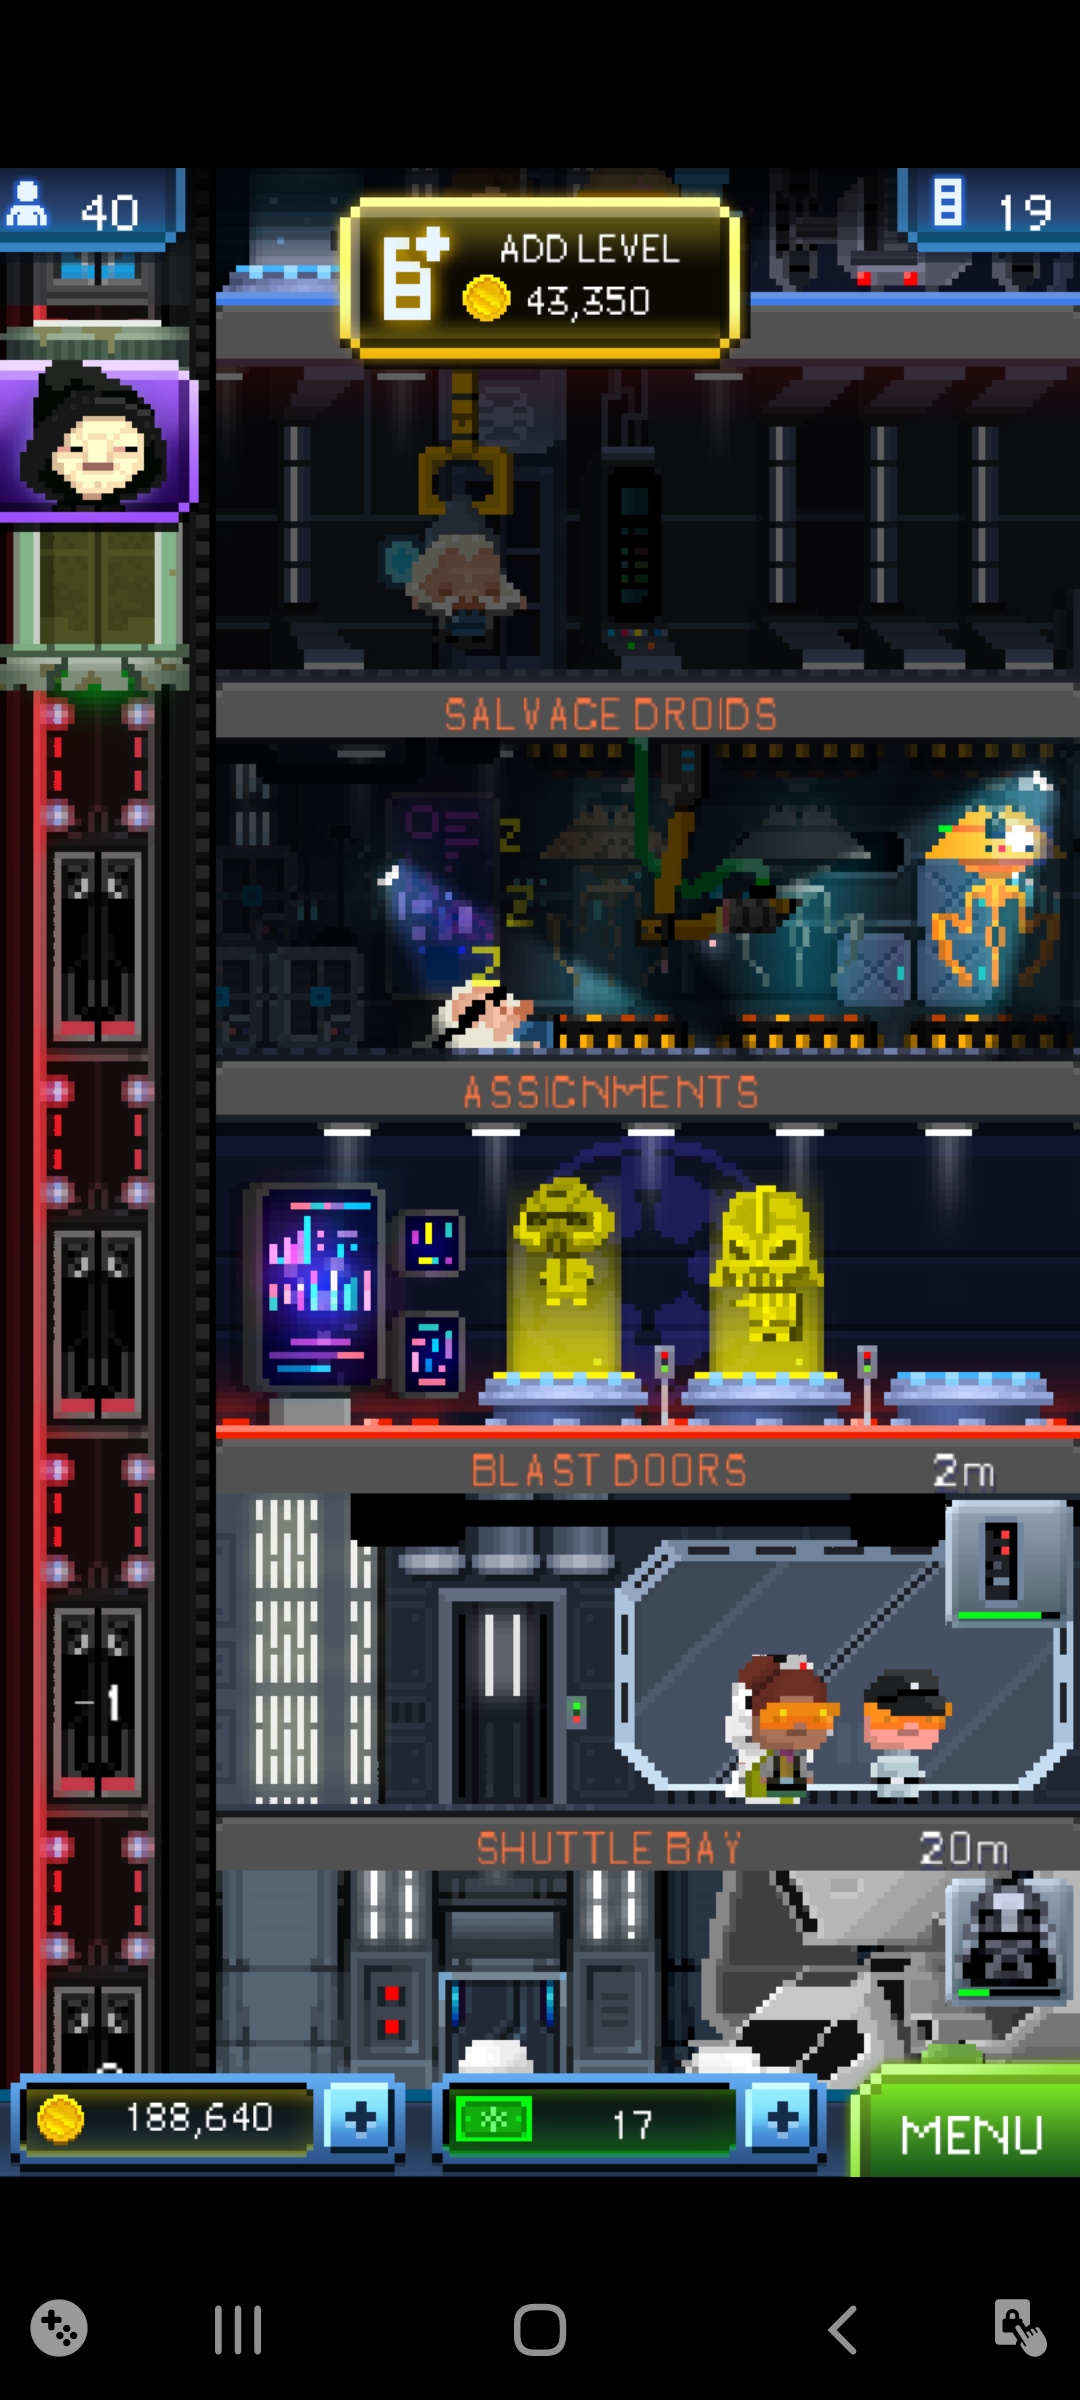 40
19
ADD LEVEL
43,350
SALVAGE DROIDS
Z
Z
Z
ASSIGNMENTS
BLAST DOORS
2m
-1
SHUTTLE BAY
20m
188,640
17
MENU